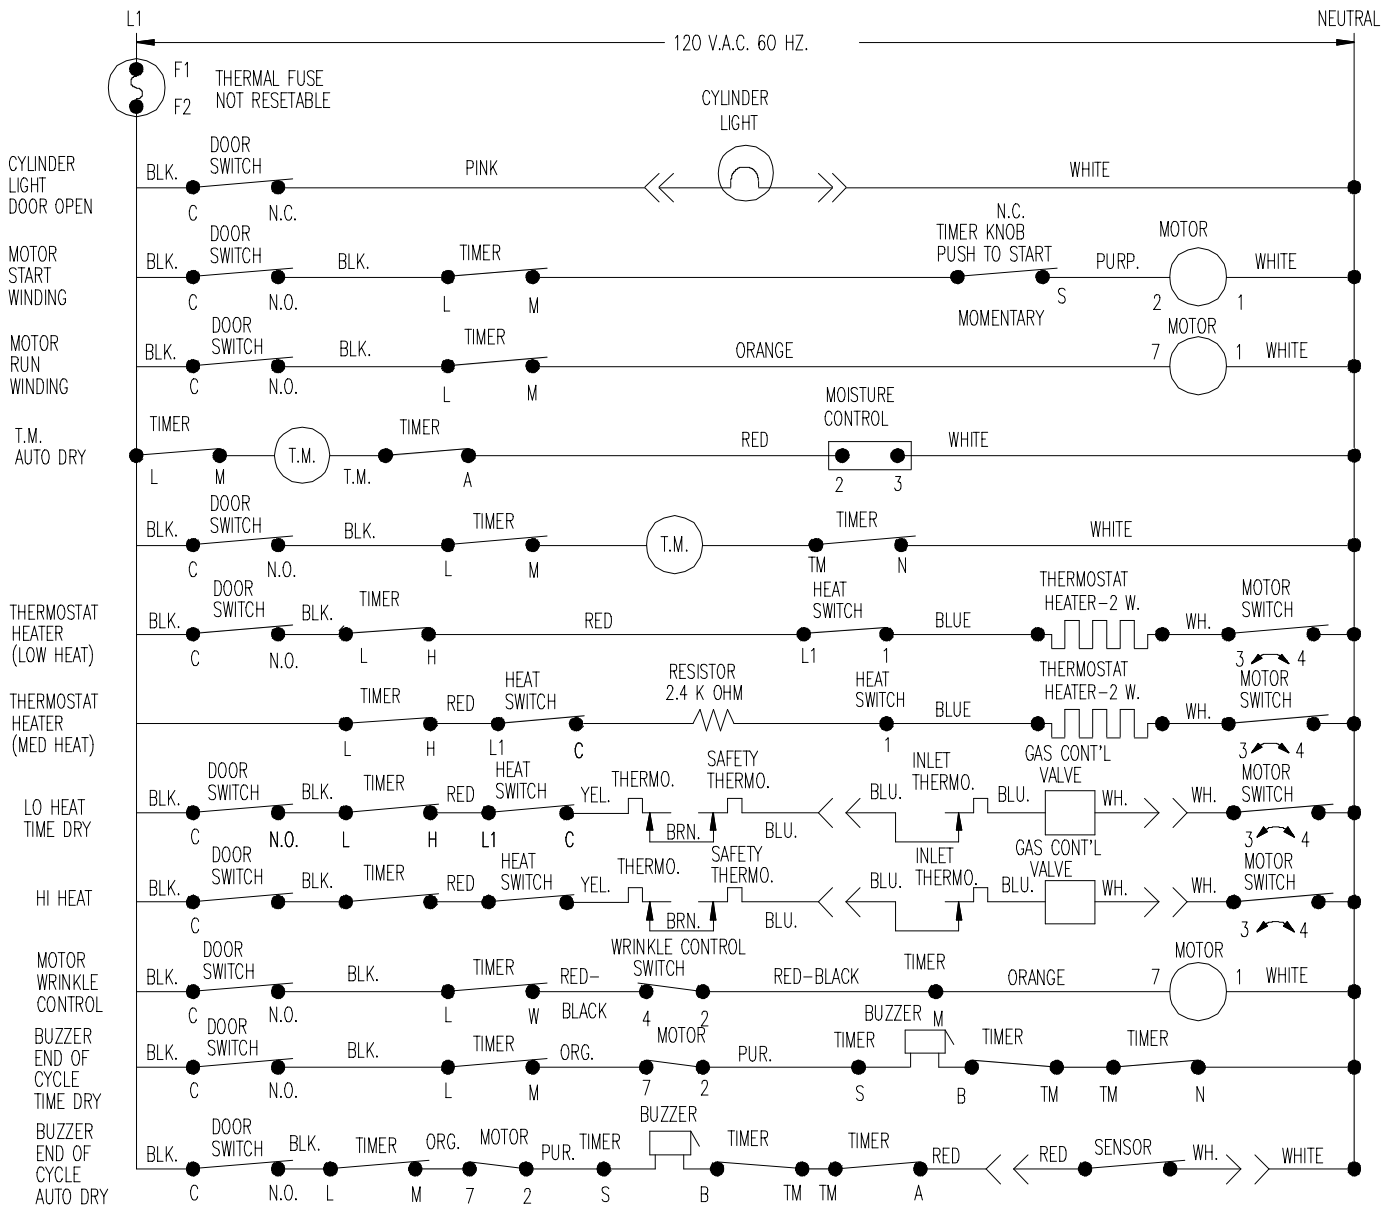 L1
NEUTRAL
120 V.A.C. 60 HZ.
F1
F2
THERMAL FUSE
NOT RESETABLE
CYLINDER
LIGHT
CYLINDER
LIGHT
DOOR OPEN
BLK.
DOOR
SWITCH
C
N.C.
PINK
WHITE
MOTOR
START
WINDING
BLK.
DOOR
SWITCH
C
N.O.
BLK.
TIMER
L
M
N.C.
TIMER KNOB
PUSH TO START
S
MOMENTARY
PURP.
MOTOR
2
1
WHITE
MOTOR
RUN
WINDING
BLK.
DOOR
SWITCH
C
N.O.
BLK.
TIMER
L
M
ORANGE
MOTOR
7
1
WHITE
T.M.
AUTO DRY
TIMER
L
M
T.M.
T.M.
TIMER
A
RED
MOISTURE
CONTROL
2
3
WHITE
BLK.
DOOR
SWITCH
C
N.O.
BLK.
TIMER
L
M
T.M.
TIMER
TM
N
WHITE
THERMOSTAT
HEATER
(LOW HEAT)
BLK.
DOOR
SWITCH
C
N.O.
BLK.
TIMER
L
H
RED
HEAT
SWITCH
L1
1
BLUE
THERMOSTAT
HEATER-2 W.
WH.
MOTOR
SWITCH
3
4
THERMOSTAT
HEATER
(MED HEAT)
TIMER
L
H
RED
HEAT
SWITCH
L1
C
RESISTOR
2.4 K OHM
HEAT
SWITCH
1
BLUE
THERMOSTAT
HEATER-2 W.
WH.
MOTOR
SWITCH
3
4
LO HEAT
TIME DRY
BLK.
DOOR
SWITCH
C
N.O.
BLK.
TIMER
L
H
RED
HEAT
SWITCH
L1
C
YEL.
THERMO.
BRN.
SAFETY
THERMO.
BLU.
BLU.
INLET
THERMO.
BLU.
GAS CONT'L
VALVE
WH.
WH.
MOTOR
SWITCH
3
4
HI HEAT
BLK.
DOOR
SWITCH
C
BLK.
TIMER
RED
HEAT
SWITCH
YEL.
THERMO.
BRN.
SAFETY
THERMO.
BLU.
BLU.
INLET
THERMO.
BLU.
GAS CONT'L
VALVE
WH.
WH.
MOTOR
SWITCH
3
4
MOTOR
WRINKLE
CONTROL
BLK.
DOOR
SWITCH
C
N.O.
BLK.
TIMER
L
W
RED-
BLACK
WRINKLE CONTROL
SWITCH
4
2
RED-BLACK
TIMER
M
ORANGE
MOTOR
7
1
WHITE
BUZZER
END OF
CYCLE
TIME DRY
BLK.
DOOR
SWITCH
C
N.O.
BLK.
TIMER
L
M
ORG.
MOTOR
7
2
PUR.
TIMER
S
BUZZER
B
TIMER
TM
TM
TIMER
N
BUZZER
END OF
CYCLE
AUTO DRY
BLK.
DOOR
SWITCH
C
N.O.
BLK.
TIMER
L
M
ORG.
MOTOR
7
2
PUR.
TIMER
S
BUZZER
B
TIMER
TM
TM
TIMER
A
RED
RED
SENSOR
WH.
WHITE